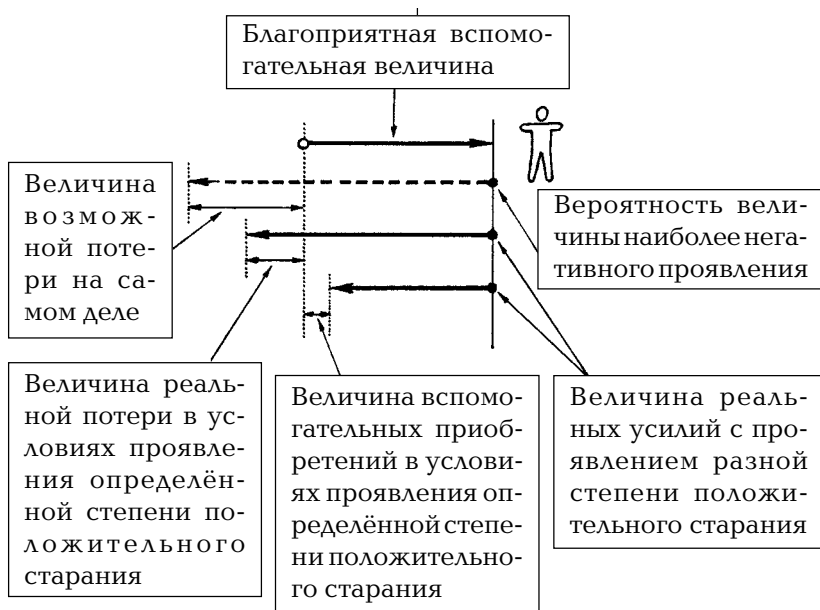 Благоприятная вспомо-
гательная величина
Величина
возмож-
ной поте-
ри на са-
мом деле
Вероятность вели-
чины наиболее нега-
тивного проявления
Величина реаль-
ной потери в ус-
ловиях проявле-
ния определён-
ной степени по-
ложительного
старания
Величина вспомо-
гательных приоб-
ретений в услови-
ях проявления оп-
ределённой степе-
ни положительно-
го старания
Величина реаль-
ных усилий с про-
явлением разной
степени положи-
тельного старания